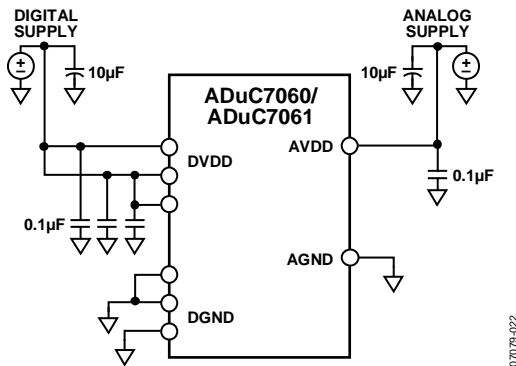 DIGITAL
SUPPLY
10µF
ANALOG
SUPPLY
10µF
ADuC7060/
ADuC7061
DVDD
AVDD
0.1µF
0.1µF
AGND
DGND
07079-022